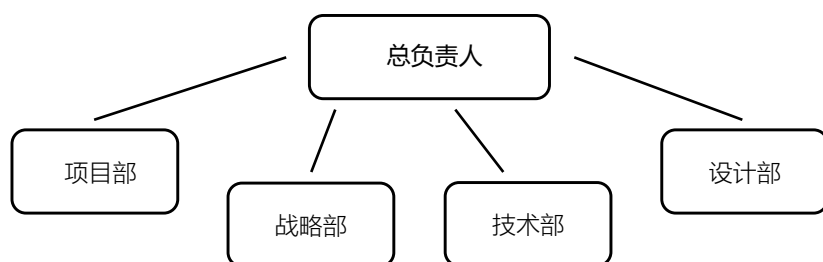 总负责人
项目部
设计部
战略部
技术部